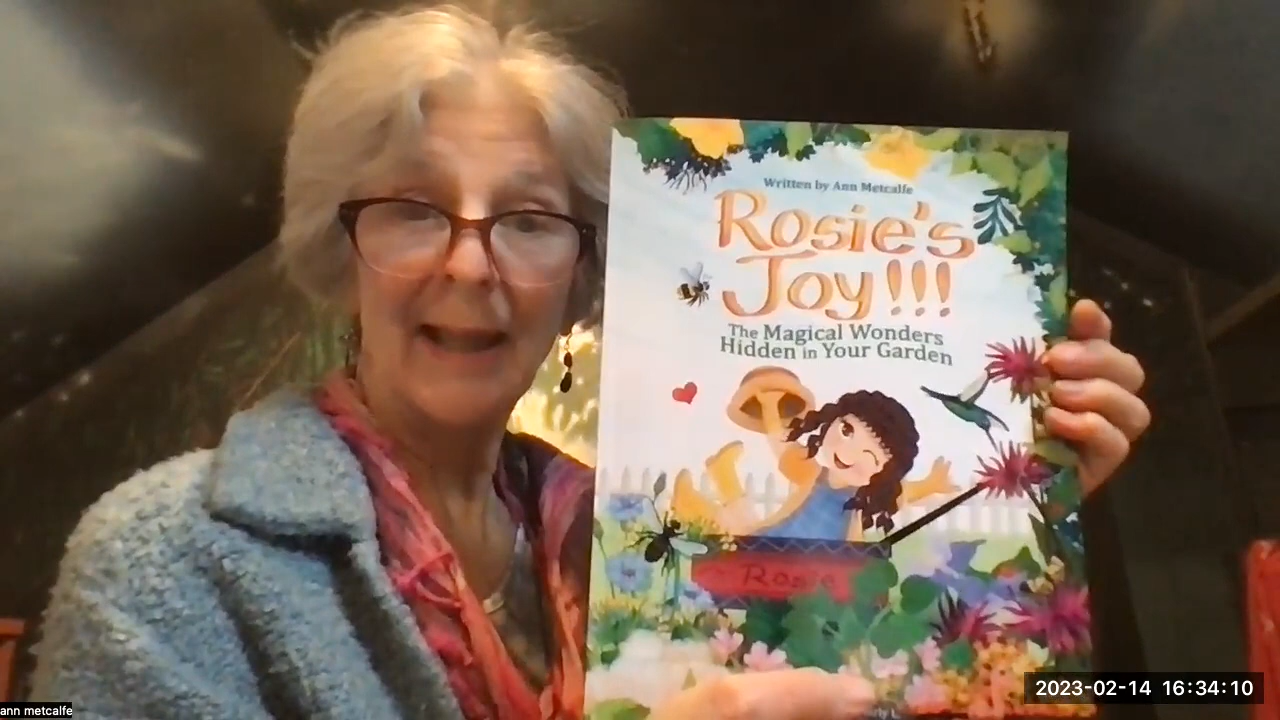 Written by Ann Metcalfe
Rosie's
Joy!!!
The Magical Wonders
Hidden in Your Garden
Rosie
2023-02-14 16:34:10
ann metcalfe